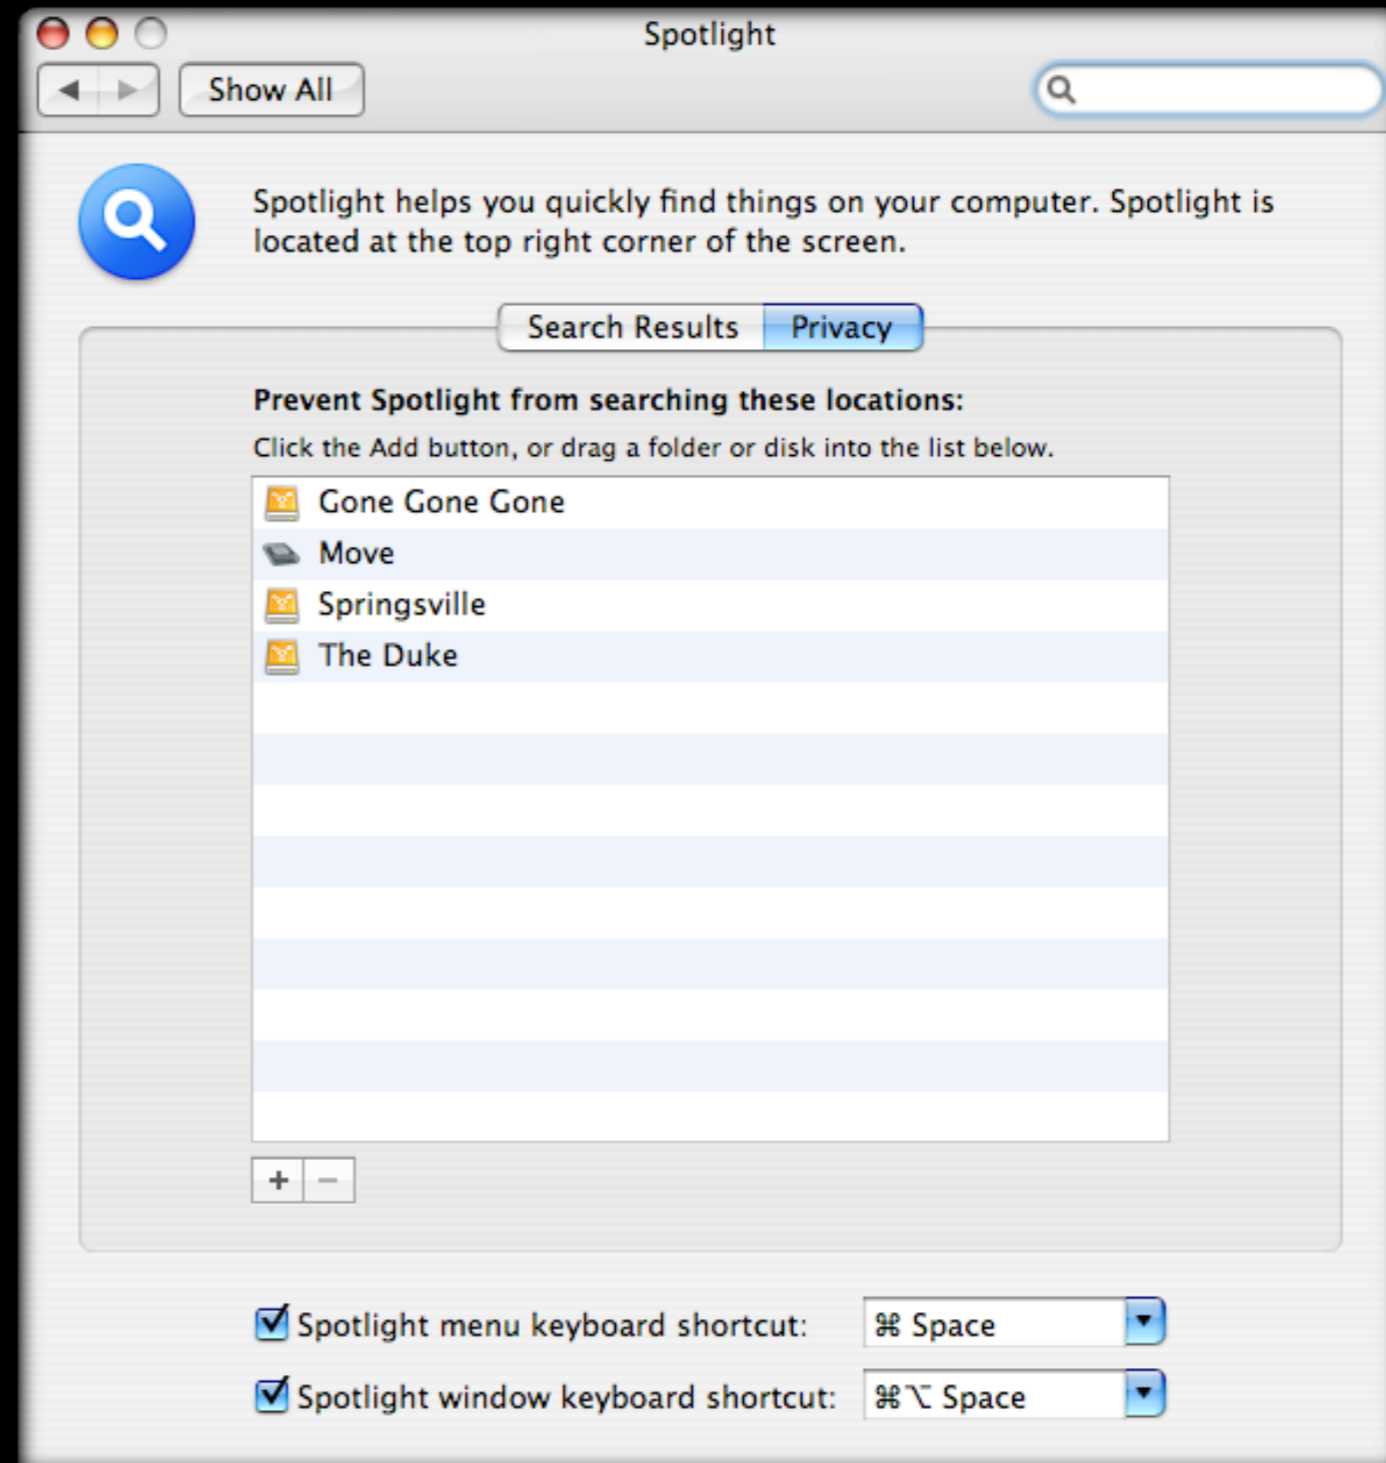 Spotlight
Show All
Spotlight helps you quickly find things on your computer. Spotlight is
located at the top right corner of the screen.
Search Results Privacy
Prevent Spotlight from searching these locations:
Click the Add button, or drag a folder or disk into the list below.
Gone Gone Gone
Move
Springsville
The Duke
+ −
Spotlight menu keyboard shortcut: ⌘ Space
Spotlight window keyboard shortcut: ⌘⌥ Space